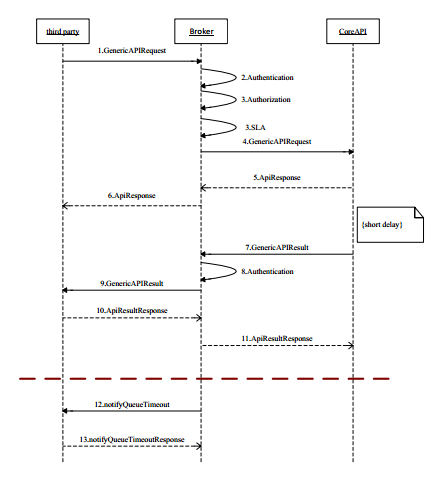 third party
Broker
CoreAPI
1.GenericAPIRequest
2.Authentication
3.Authorization
3.SLA
4.GenericAPIRequest
5.ApiResponse
6.ApiResponse
{short delay}
7.GenericAPIResult
8.Authentication
9.GenericAPIResult
10.ApiResultResponse
11.ApiResultResponse
12.notifyQueueTimeout
13.notifyQueueTimeoutResponse